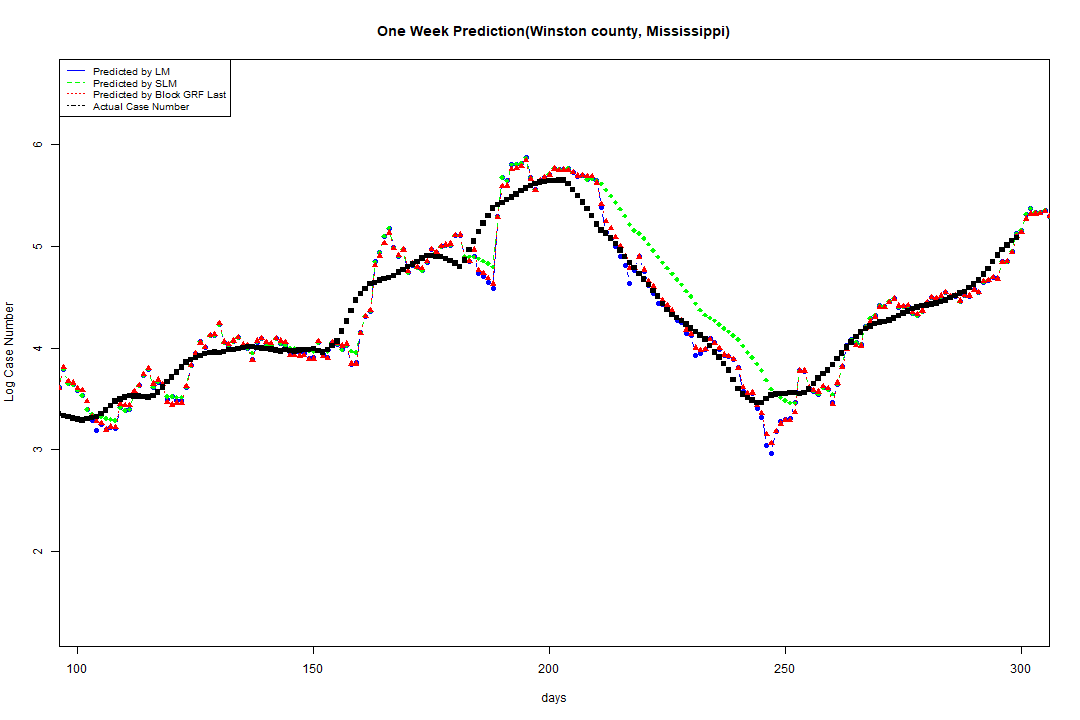 One Week Prediction(Winston county, Mississippi)
Predicted by LM
Predicted by SLM
Predicted by Block GRF Last
Actual Case Number
Log Case Number
6
5
4
3
2
100 150 200 250 300
days